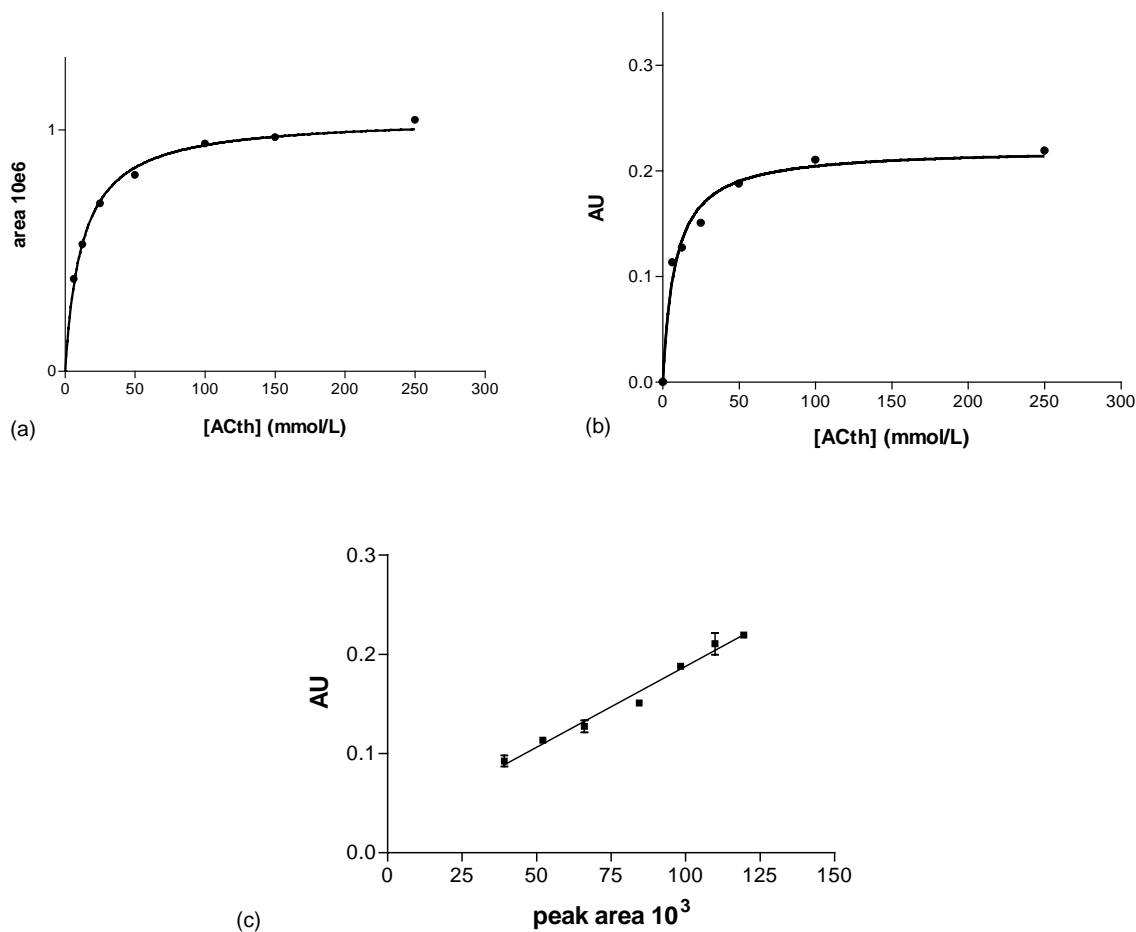 area 10e6
1
0
0 50 100 150 200 250 300
[ACth] (mmol/L)
(a)
AU
0.3
0.2
0.1
0.0
0 50 100 150 200 250 300
[ACth] (mmol/L)
(b)
AU
0.3
0.2
0.1
0.0
0 25 50 75 100 125 150
peak area 10³
(c)